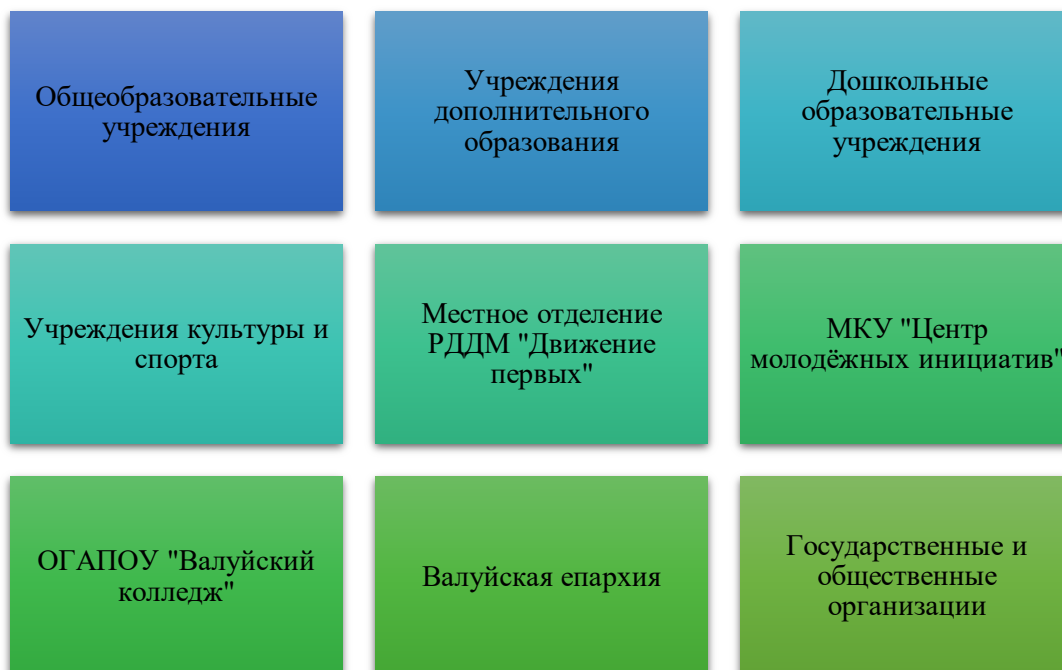 Общеобразовательные
учреждения
Учреждения
дополнительного
образования
Дошкольные
образовательные
учреждения
Учреждения культуры и
спорта
Местное отделение
РДДМ "Движение
первых"
МКУ "Центр
молодёжных инициатив"
ОГАПОУ "Валуйский
колледж"
Валуйская епархия
Государственные и
общественные
организации